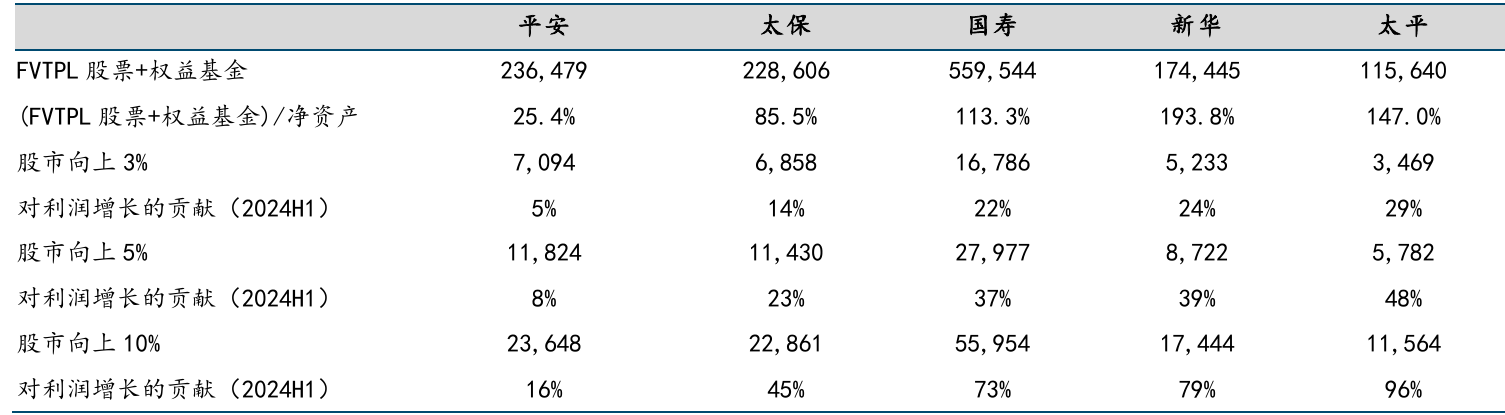 平安 太保 国寿 新华 太平
FVTPL 股票+权益基金 236,479 228,606 559,544 174,445 115,640
(FVTPL 股票+权益基金)/净资产 25.4% 85.5% 113.3% 193.8% 147.0%
股市向上 3% 7,094 6,858 16,786 5,233 3,469
对利润增长的贡献（2024H1） 5% 14% 22% 24% 29%
股市向上 5% 11,824 11,430 27,977 8,722 5,782
对利润增长的贡献（2024H1） 8% 23% 37% 39% 48%
股市向上 10% 23,648 22,861 55,954 17,444 11,564
对利润增长的贡献（2024H1） 16% 45% 73% 79% 96%